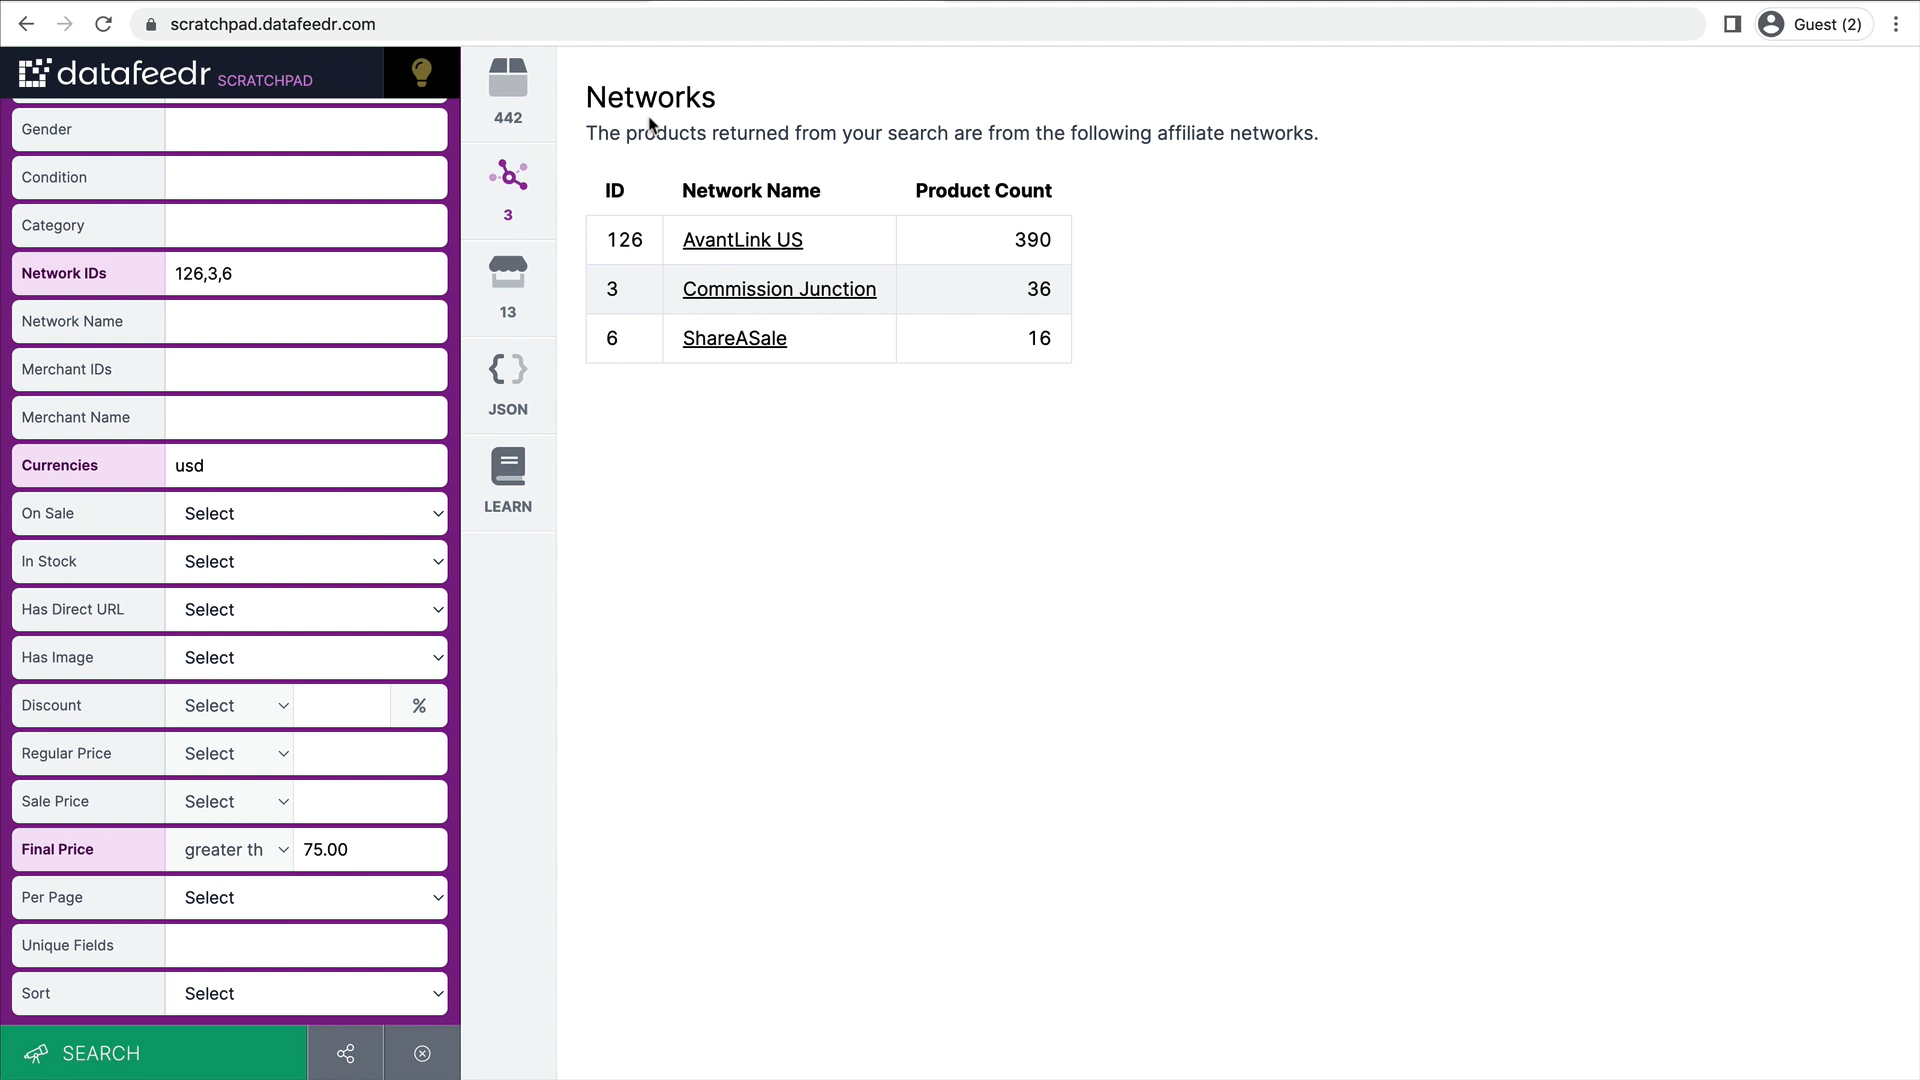 scratchpad.datafeedr.com
Guest (2)
datafeedr SCRATCHPAD
Gender
Condition
Category
Network IDs 126,3,6
Network Name
Merchant IDs
Merchant Name
Currencies usd
On Sale Select
In Stock Select
Has Direct URL Select
Has Image Select
Discount Select %
Regular Price Select
Sale Price Select
Final Price greater th 75.00
Per Page Select
Unique Fields
Sort Select
SEARCH
442
3
13
JSON
LEARN
Networks
The products returned from your search are from the following affiliate networks.
ID Network Name Product Count
126 AvantLink US 390
3 Commission Junction 36
6 ShareASale 16